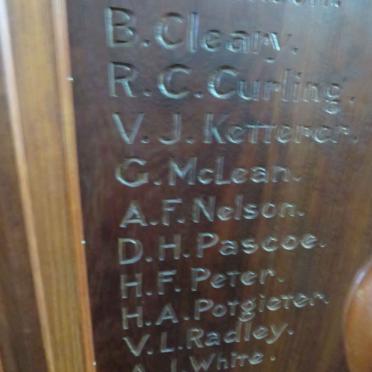 B. Cleary.
R. C. Curling.
V. J. Ketterer.
G. McLean.
A. F. Nelson.
D. H. Pascoe.
H. F. Peter.
H. A. Potgieter.
V. L. Radley.
A. J. White.